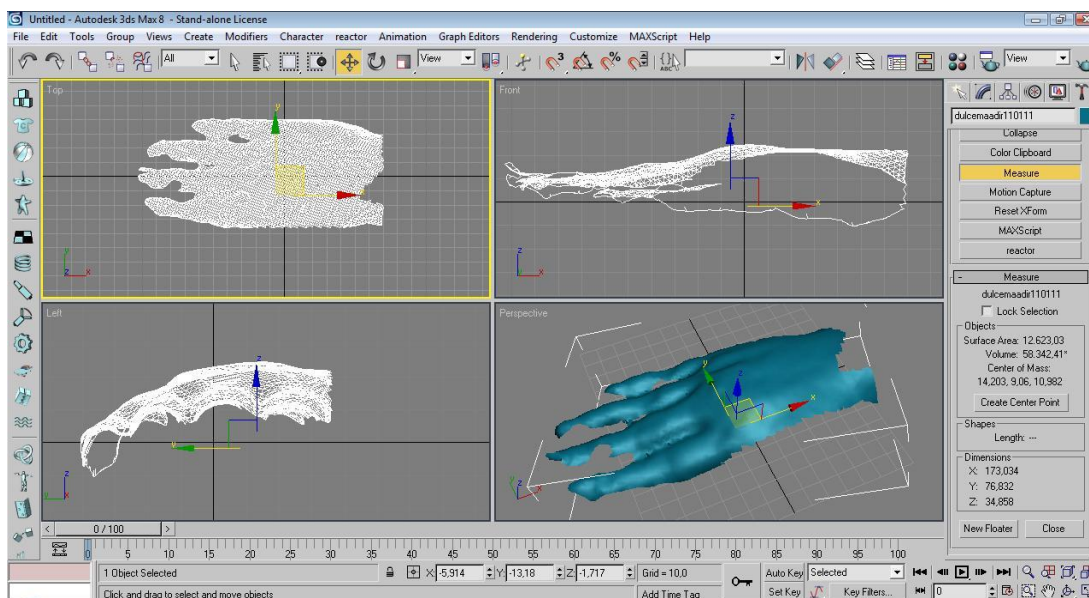 Untitled - Autodesk 3ds Max 8 - Stand-alone License
File Edit Tools Group Views Create Modifiers Character reactor Animation Graph Editors Rendering Customize MAXScript Help
All
View
View
Top
Front
Left
Perspective
y
z
x
dulcemaadir110111
Collapse
Color Clipboard
Measure
Motion Capture
Reset XForm
MAXScript
reactor
- Measure
dulcemaadir110111
Lock Selection
Objects
Surface Area: 12.623,03
Volume: 58.342,41"
Center of Mass:
14,203, 9,06, 10,982
Create Center Point
Shapes
Length: ---
Dimensions
X: 173,034
Y: 76,832
Z: 34,858
New Floater Close
< 0 / 100 >
0 5 10 15 20 25 30 35 40 45 50 55 60 65 70 75 80 85 90 95 100
1 Object Selected X: -5,914 Y: -13,18 Z: -1,717 Grid = 10,0 Auto Key Selected
Click and drag to select and move objects Add Time Tag Set Key Key Filters... 0